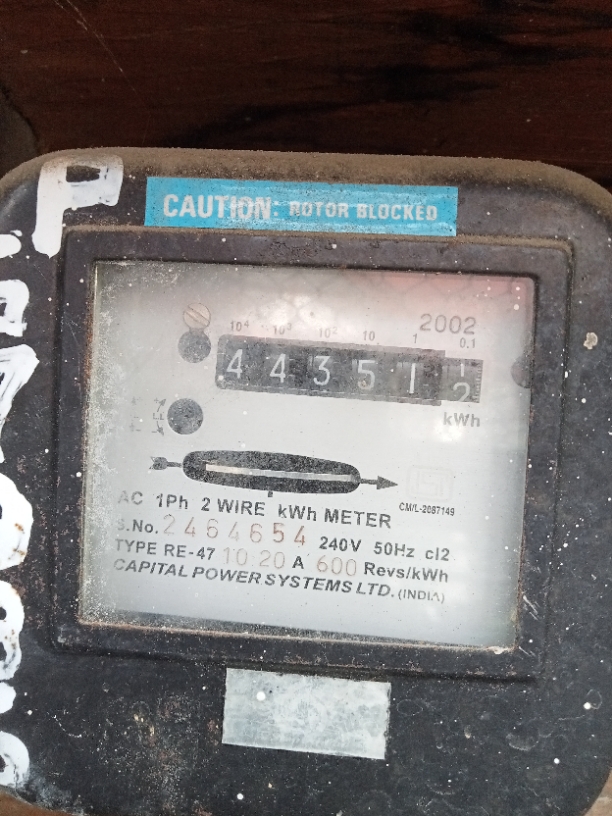 P
CAUTION: ROTOR BLOCKED
2002
10⁴ 10³ 10² 10 1 0.1
4 4 3 5 1 2
kWh
CM/L-2087149
AC 1Ph 2 WIRE kWh METER
S.No. 2464654 240V 50Hz cl2
TYPE RE-47 10-20 A 600 Revs/kWh
CAPITAL POWER SYSTEMS LTD. (INDIA)